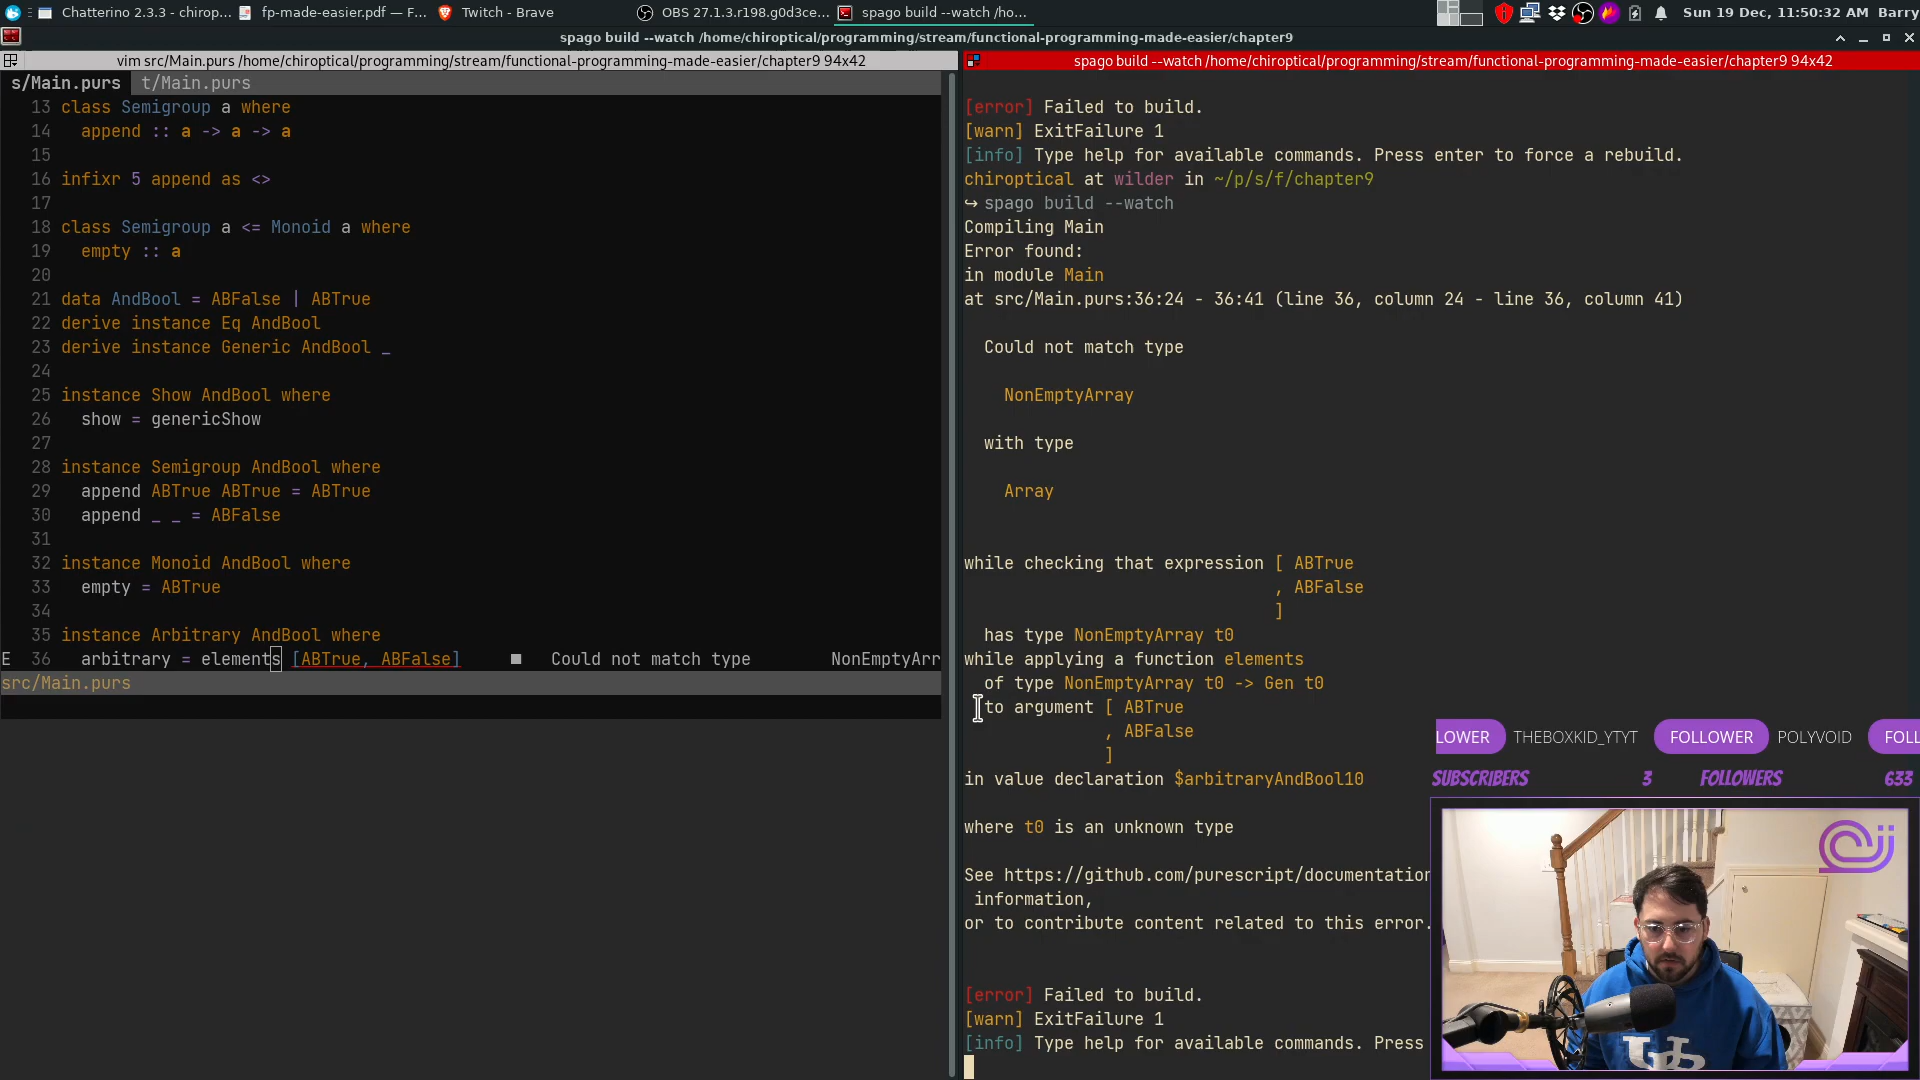 Chatterino 2.3.3 - chirop...
fp-made-easier.pdf — F...
Twitch - Brave
OBS 27.1.3.r198.g0d3ce...
spago build --watch /ho...
Sun 19 Dec, 11:50:32 AM
Barry
spago build --watch /home/chiroptical/programming/stream/functional-programming-made-easier/chapter9
vim src/Main.purs /home/chiroptical/programming/stream/functional-programming-made-easier/chapter9 94x42
s/Main.purs
t/Main.purs
13 class Semigroup a where
14   append :: a -> a -> a
15
16 infixr 5 append as <>
17
18 class Semigroup a <= Monoid a where
19   empty :: a
20
21 data AndBool = ABFalse | ABTrue
22 derive instance Eq AndBool
23 derive instance Generic AndBool _
24
25 instance Show AndBool where
26   show = genericShow
27
28 instance Semigroup AndBool where
29   append ABTrue ABTrue = ABTrue
30   append _ _ = ABFalse
31
32 instance Monoid AndBool where
33   empty = ABTrue
34
35 instance Arbitrary AndBool where
E 36   arbitrary = elements [ABTrue, ABFalse]     ■   Could not match type        NonEmptyArr
src/Main.purs
spago build --watch /home/chiroptical/programming/stream/functional-programming-made-easier/chapter9 94x42
[error] Failed to build.
[warn] ExitFailure 1
[info] Type help for available commands. Press enter to force a rebuild.
chiroptical at wilder in ~/p/s/f/chapter9
↪ spago build --watch
Compiling Main
Error found:
in module Main
at src/Main.purs:36:24 - 36:41 (line 36, column 24 - line 36, column 41)
Could not match type
NonEmptyArray
with type
Array
while checking that expression [ ABTrue
, ABFalse
]
has type NonEmptyArray t0
while applying a function elements
of type NonEmptyArray t0 -> Gen t0
to argument [ ABTrue
, ABFalse
]
in value declaration $arbitraryAndBool10
where t0 is an unknown type
See https://github.com/purescript/documentation
information,
or to contribute content related to this error.
[error] Failed to build.
[warn] ExitFailure 1
[info] Type help for available commands. Press
LOWER THEBOXKID_YTYT FOLLOWER POLYVOID FOLL
SUBSCRIBERS 3 FOLLOWERS 633